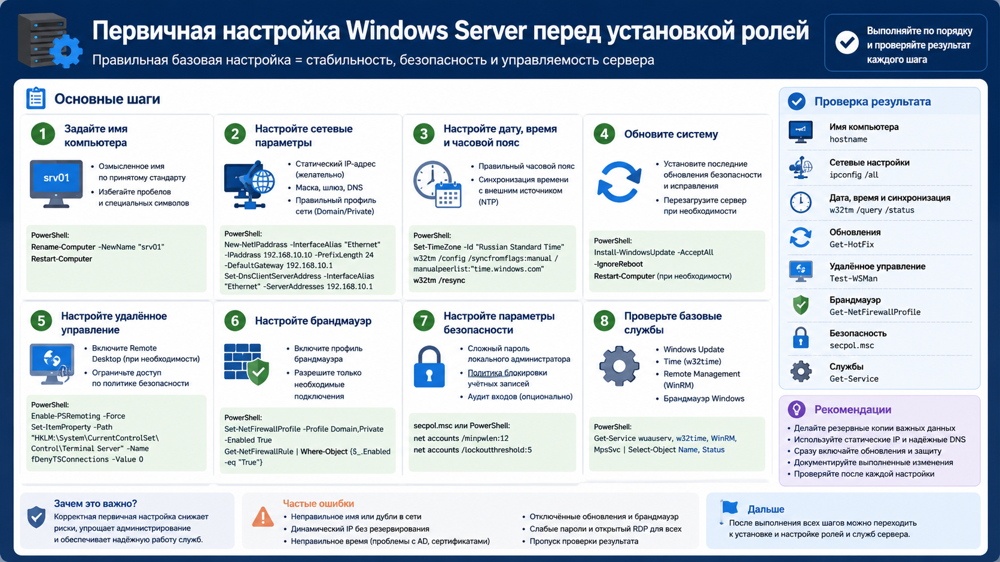 Первичная настройка Windows Server перед установкой ролей
Правильная базовая настройка = стабильность, безопасность и управляемость сервера
Выполняйте по порядку
и проверяйте результат
каждого шага
Основные шаги
1
Задайте имя
компьютера
srv01
• Озмысленное имя
по принятому стандарту
• Избегайте пробелов
и специальных символов
PowerShell:
Rename-Computer -NewName "srv01"
Restart-Computer
2
Настройте сетевые
параметры
• Статический IP-адрес
(желательно)
• Маска, шлюз, DNS
• Правильный профиль
сети (Domain/Private)
PowerShell:
New-NetIPaddrass -InterfaceAlias "Ethernet"
-IPaddress 192.168.10.10 -PrefixLength 24
-DefaultGateway 192.168.10.1
Set-DnsClientServerAddress -InterfaceAlias
"Ethernet" -ServerAddresses 192.168.10.1
3
Настройте дату, время
и часовой пояс
• Правильный часовой пояс
• Синхронизация времени
с внешним источником
(NTP)
PowerShell:
Set-TimeZone -Id "Russian Standard Time"
w32tm /config /syncfromflags:manual /
manualpeerlist:"time.windows.com"
w32tm /resync
4
Обновите систему
• Установите последние
обновления безопасности
и исправления
• Перезагрузите сервер
при необходимости
PowerShell:
Install-WindowsUpdate -AcceptAll
-IgnoreReboot
Restart-Computer (при необходимости)
5
Настройте удалённое
управление
• Включите Remote
Desktop (при необходимости)
• Ограничьте доступ
по политике безопасности
PowerShell:
Enable-PSRemoting -Force
Set-ItemProperty -Path
"HKLM:\System\CurrentControlSet\
Control\Terminal Server" -Name
fDenyTSConnections -Value 0
6
Настройте брандмауэр
• Включите профиль
брандмауэра
• Разрешите только
необходимые
подключения
PowerShell:
Set-NetFirewallProfile -Profile Domain,Private
-Enabled True
Get-NetFirewallRule | Where-Object {$_.Enabled
-eq "True"}
7
Настройте параметры
безопасности
• Сложный пароль
локального администратора
• Политика блокировки
учётных записей
• Аудит входов (опционально)
secpol.msc или PowerShell:
net accounts /minpwlen:12
net accounts /lockoutthreshold:5
8
Проверьте базовые
службы
• Windows Update
• Time (w32time)
• Remote Management
(WinRM)
• Брандмауэр Windows
PowerShell:
Get-Service wuauserv, w32time, WinRM,
MpsSvc | Select-Object Name, Status
Проверка результата
Имя компьютера
hostname
Сетевые настройки
ipconfig /all
Дата, время и синхронизация
w32tm /query /status
Обновления
Get-HotFix
Удалённое управление
Test-WSMan
Брандмауэр
Get-NetFirewallProfile
Безопасность
secpol.msc
Службы
Get-Service
Рекомендации
• Делайте резервные копии важных данных
• Используйте статические IP и надёжные DNS
• Сразу включайте обновления и защиту
• Документируйте выполненные изменения
• Проверяйте после каждой настройки
Зачем это важно?
Корректная первичная настройка снижает
риски, упрощает администрирование
и обеспечивает надёжную работу служб.
Частые ошибки
• Неправильное имя или дубли в сети
• Динамический IP без резервирования
• Неправильное время (проблемы с AD, сертификатами)
• Отключённые обновления и брандмауэр
• Слабые пароли и открытый RDP для всех
• Пропуск проверки результата
Дальше
После выполнения всех шагов можно переходить
к установке и настройке ролей и служб сервера.